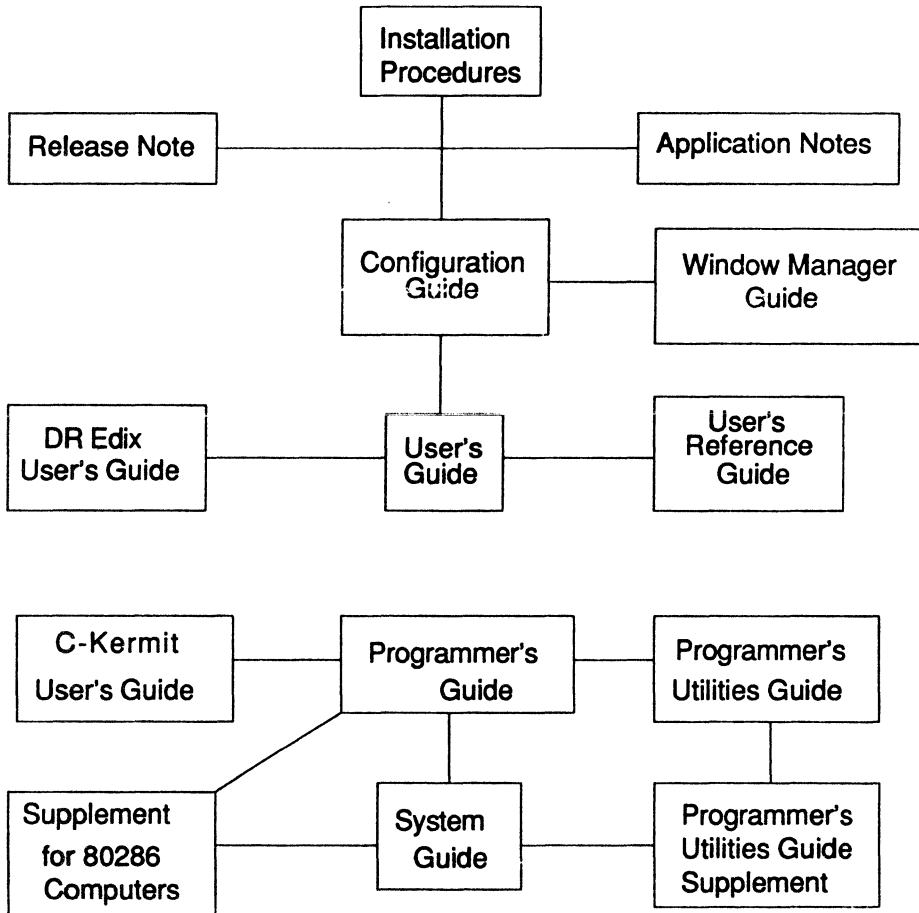 Installation
Procedures
Release Note
Application Notes
Configuration
Guide
Window Manager
Guide
DR Edix
User's Guide
User's
Guide
User's
Reference
Guide
C-Kermit
User's Guide
Programmer's
Guide
Programmer's
Utilities Guide
Supplement
for 80286
Computers
System
Guide
Programmer's
Utilities Guide
Supplement